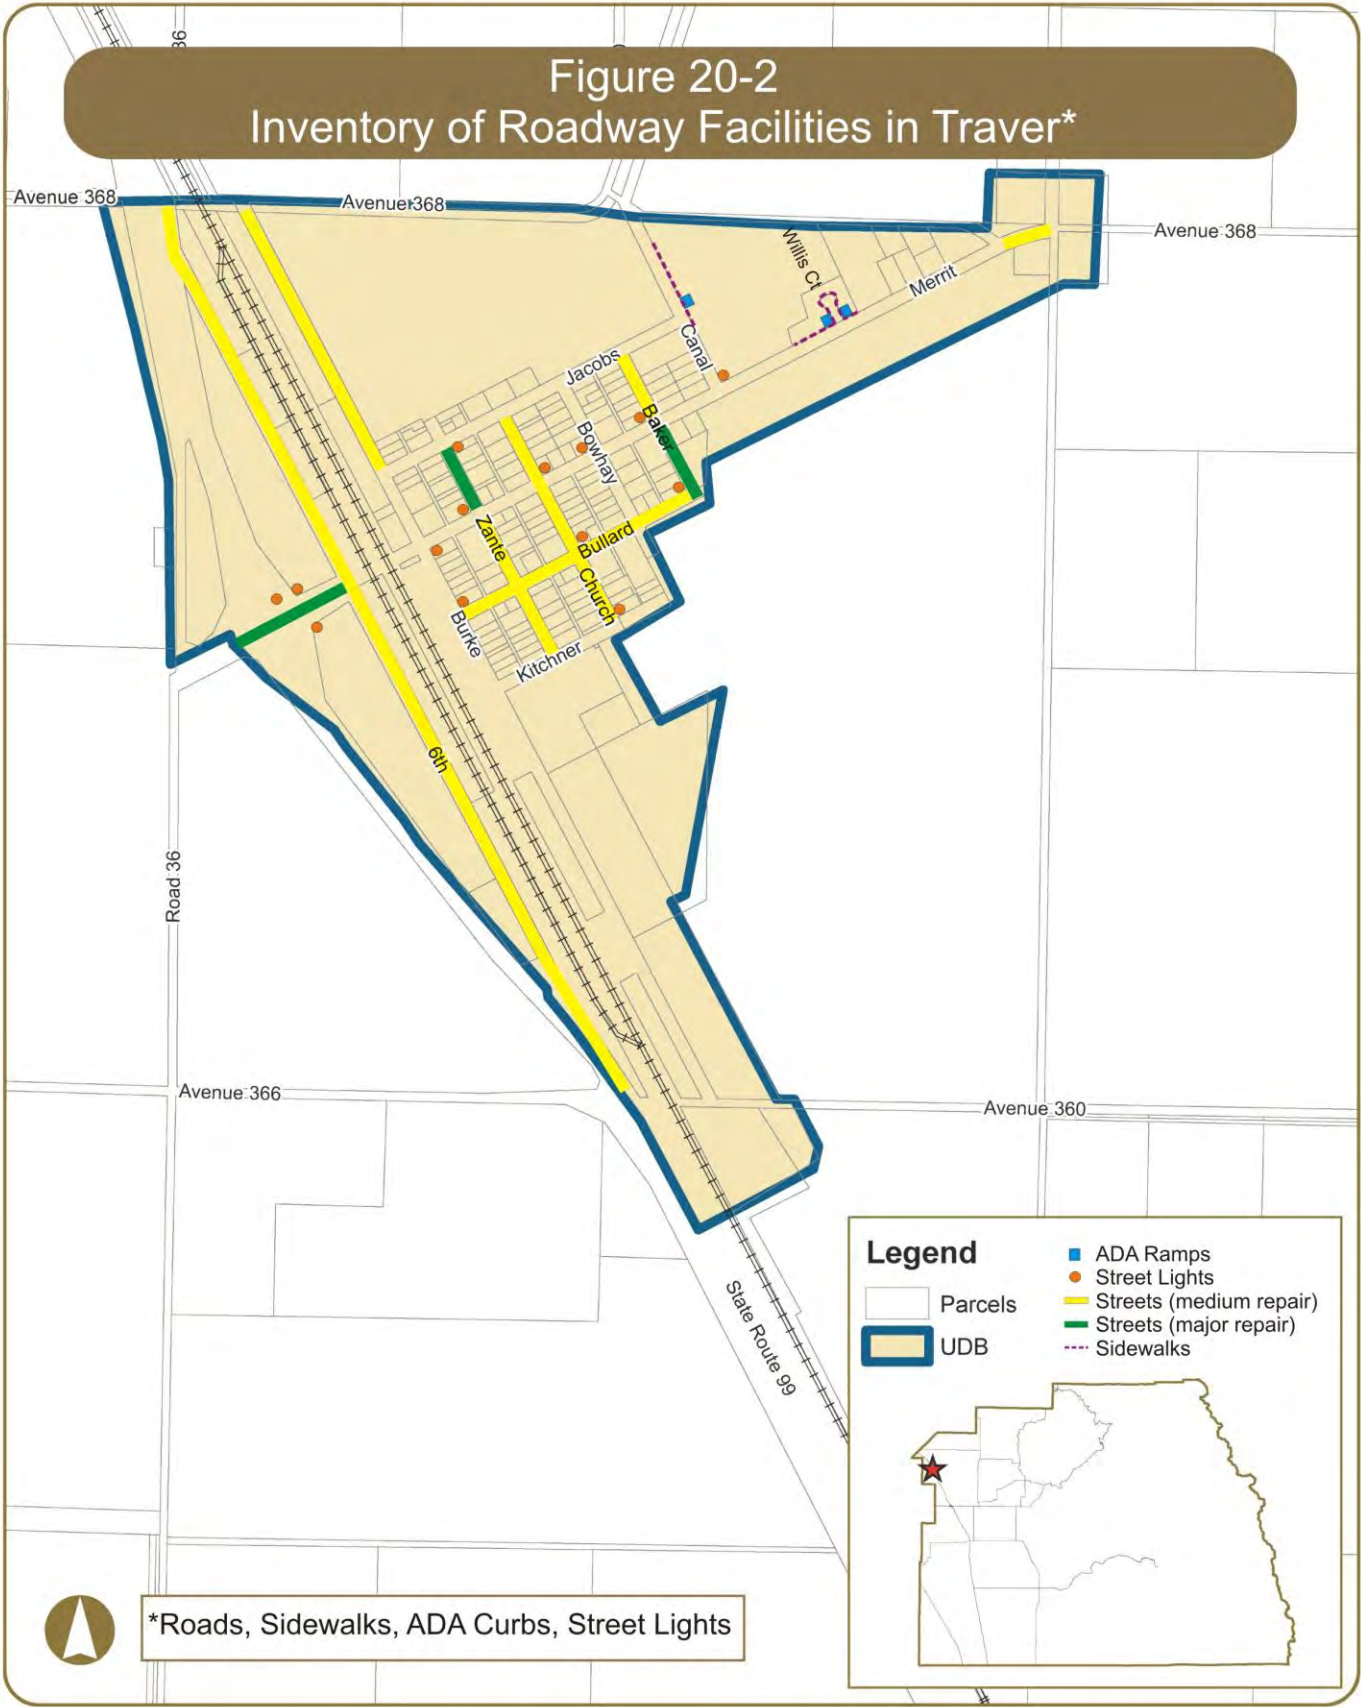 36
Figure 20-2
Inventory of Roadway Facilities in Traver*
Avenue 368
Avenue 368
Avenue 368
Willis Ct
Merrit
Canal
Jacobs
Baker
Bowhay
Zante
Bullard
Church
Burke
Kitchner
6th
Road 36
Avenue 366
Avenue 360
State Route 99
Legend
Parcels
UDB
ADA Ramps
Street Lights
Streets (medium repair)
Streets (major repair)
Sidewalks
*Roads, Sidewalks, ADA Curbs, Street Lights